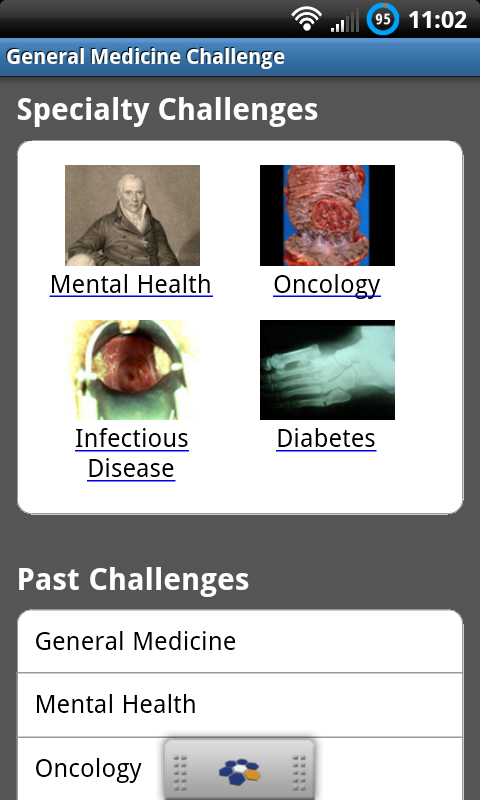 95 11:02
General Medicine Challenge
Specialty Challenges
Mental Health Oncology
Infectious Diabetes
Disease
Past Challenges
General Medicine
Mental Health
Oncology